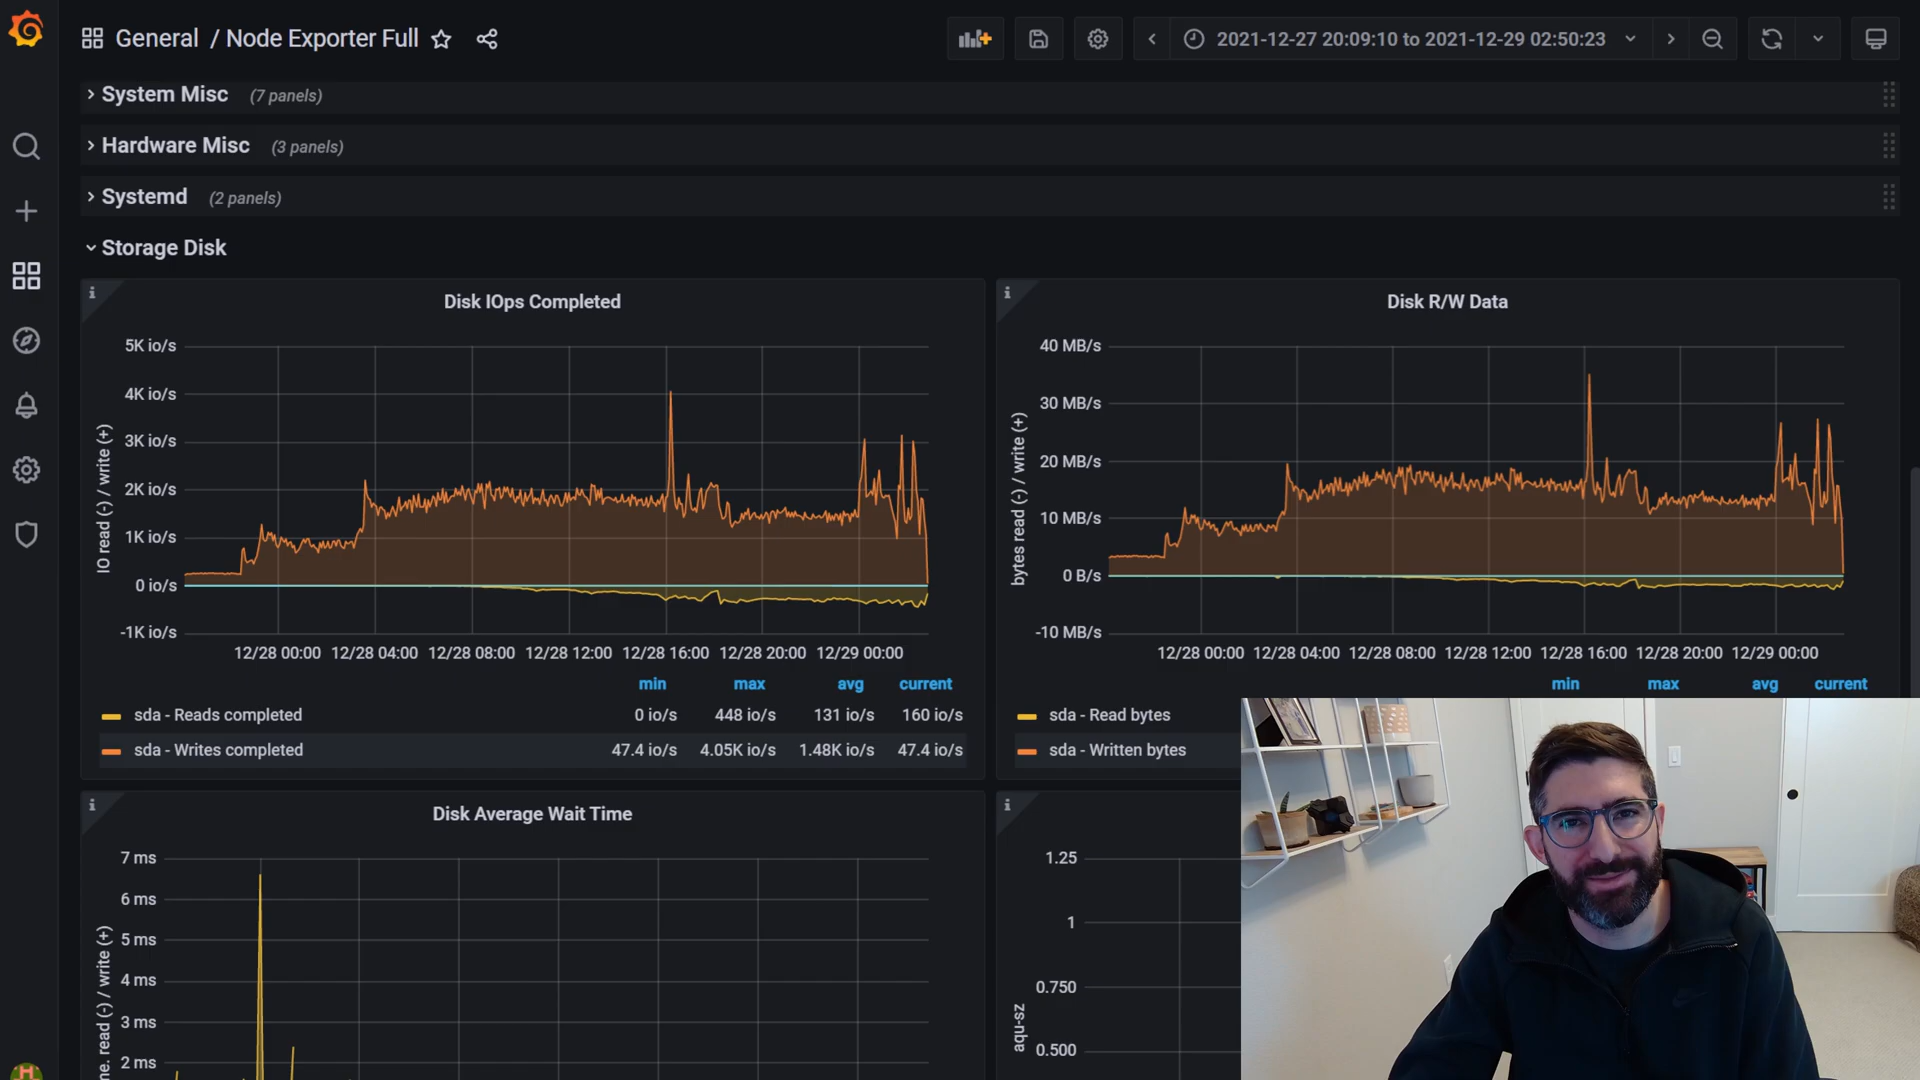 General / Node Exporter Full
2021-12-27 20:09:10 to 2021-12-29 02:50:23
System Misc (7 panels)
Hardware Misc (3 panels)
Systemd (2 panels)
Storage Disk
Disk IOps Completed
5K io/s
4K io/s
3K io/s
2K io/s
1K io/s
0 io/s
-1K io/s
IO read (-) / write (+)
12/28 00:00 12/28 04:00 12/28 08:00 12/28 12:00 12/28 16:00 12/28 20:00 12/29 00:00
min max avg current
sda - Reads completed 0 io/s 448 io/s 131 io/s 160 io/s
sda - Writes completed 47.4 io/s 4.05K io/s 1.48K io/s 47.4 io/s
Disk R/W Data
40 MB/s
30 MB/s
20 MB/s
10 MB/s
0 B/s
-10 MB/s
bytes read (-) / write (+)
12/28 00:00 12/28 04:00 12/28 08:00 12/28 12:00 12/28 16:00 12/28 20:00 12/29 00:00
min max avg current
sda - Read bytes
sda - Written bytes
Disk Average Wait Time
7 ms
6 ms
5 ms
4 ms
3 ms
2 ms
read (-) / write (+)
1.25
1
0.750
0.500
aqu-sz